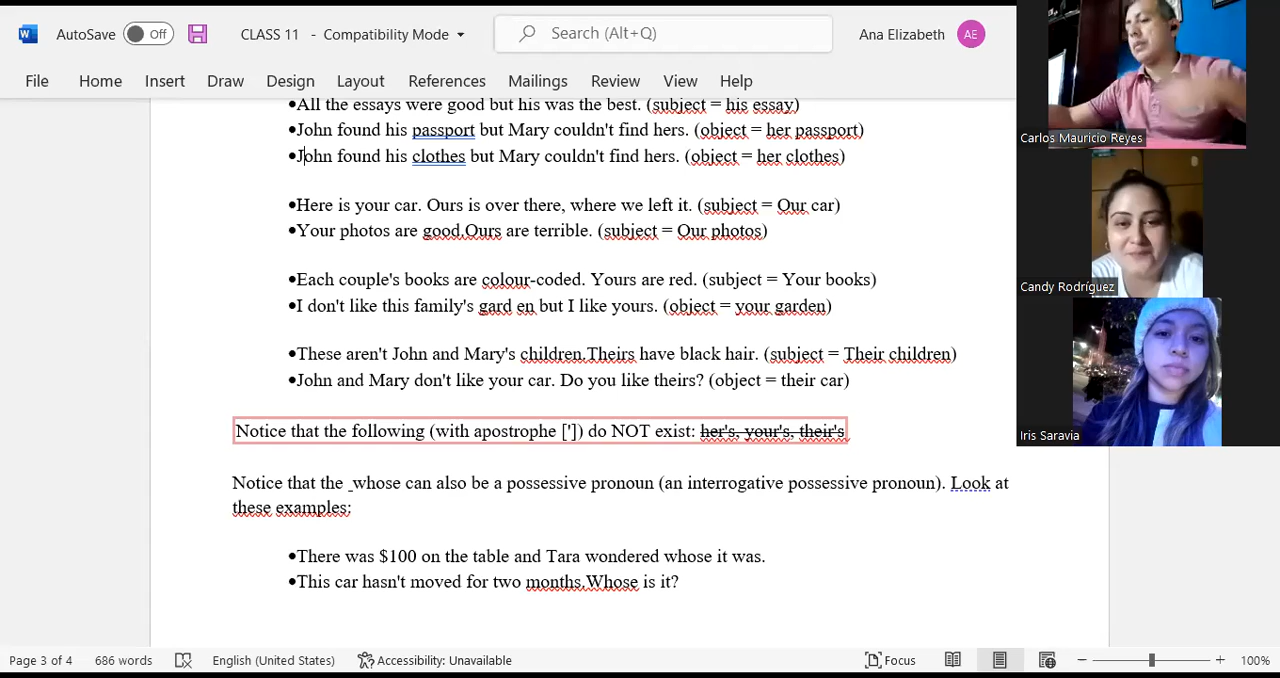 AutoSave Off CLASS 11 - Compatibility Mode Search (Alt+Q) Ana Elizabeth AE
File Home Insert Draw Design Layout References Mailings Review View Help
•All the essays were good but his was the best. (subject = his essay)
•John found his passport but Mary couldn't find hers. (object = her passport)
•John found his clothes but Mary couldn't find hers. (object = her clothes)
•Here is your car. Ours is over there, where we left it. (subject = Our car)
•Your photos are good.Ours are terrible. (subject = Our photos)
•Each couple's books are colour-coded. Yours are red. (subject = Your books)
•I don't like this family's gard en but I like yours. (object = your garden)
•These aren't John and Mary's children.Theirs have black hair. (subject = Their children)
•John and Mary don't like your car. Do you like theirs? (object = their car)
Notice that the following (with apostrophe [']) do NOT exist: her's, your's, their's
Notice that the _whose can also be a possessive pronoun (an interrogative possessive pronoun). Look at
these examples:
•There was $100 on the table and Tara wondered whose it was.
•This car hasn't moved for two months.Whose is it?
Carlos Mauricio Reyes
Candy Rodríguez
Iris Saravia
Page 3 of 4 686 words English (United States) Accessibility: Unavailable Focus 100%